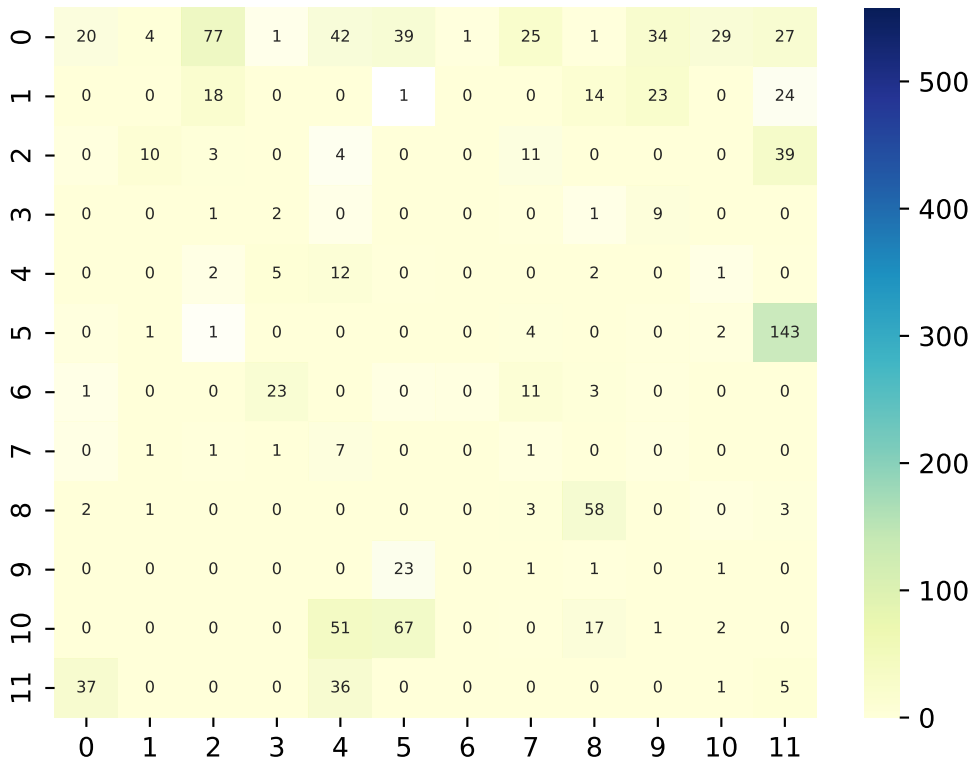 0 20 4 77 1 42 39 1 25 1 34 29 27
1 0 0 18 0 0 1 0 0 14 23 0 24
2 0 10 3 0 4 0 0 11 0 0 0 39
3 0 0 1 2 0 0 0 0 1 9 0 0
4 0 0 2 5 12 0 0 0 2 0 1 0
5 0 1 1 0 0 0 0 4 0 0 2 143
6 1 0 0 23 0 0 0 11 3 0 0 0
7 0 1 1 1 7 0 0 1 0 0 0 0
8 2 1 0 0 0 0 0 3 58 0 0 3
9 0 0 0 0 0 23 0 1 1 0 1 0
10 0 0 0 0 51 67 0 0 17 1 2 0
11 37 0 0 0 36 0 0 0 0 0 1 5
0 1 2 3 4 5 6 7 8 9 10 11
500
400
300
200
100
0